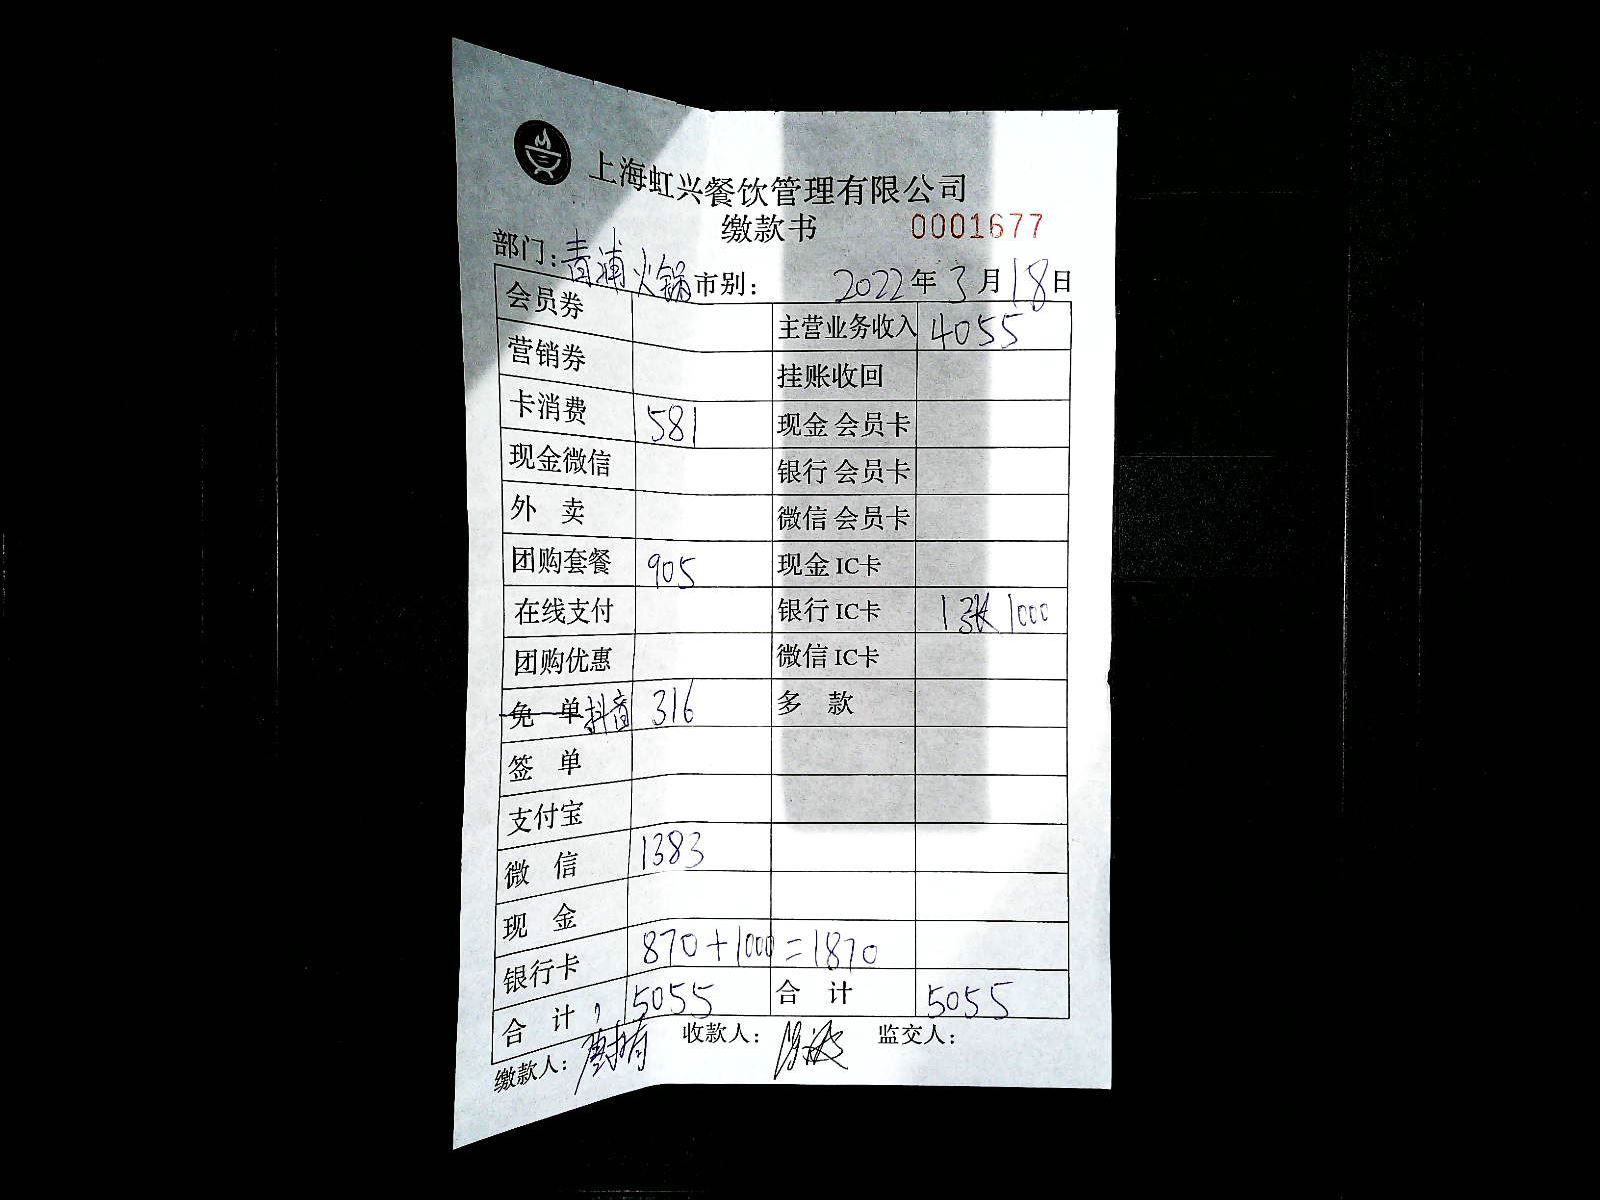 上海虹兴餐饮管理有限公司
缴款书 0001677
部门：青浦火锅 市别： 2022年3月18日
会员券 主营业务收入 4055
营销券 挂账收回
卡消费 581 现金 会员卡
现金微信 银行 会员卡
外 卖 微信 会员卡
团购套餐 905 现金 IC卡
在线支付 银行 IC卡 1张 1000
团购优惠 微信 IC卡
免 单 抖音 316 多 款
签 单
支付宝
微 信 1383
现 金
银行卡 870+1000=1870
合 计 5055 合 计 5055
缴款人： 收款人： 监交人：